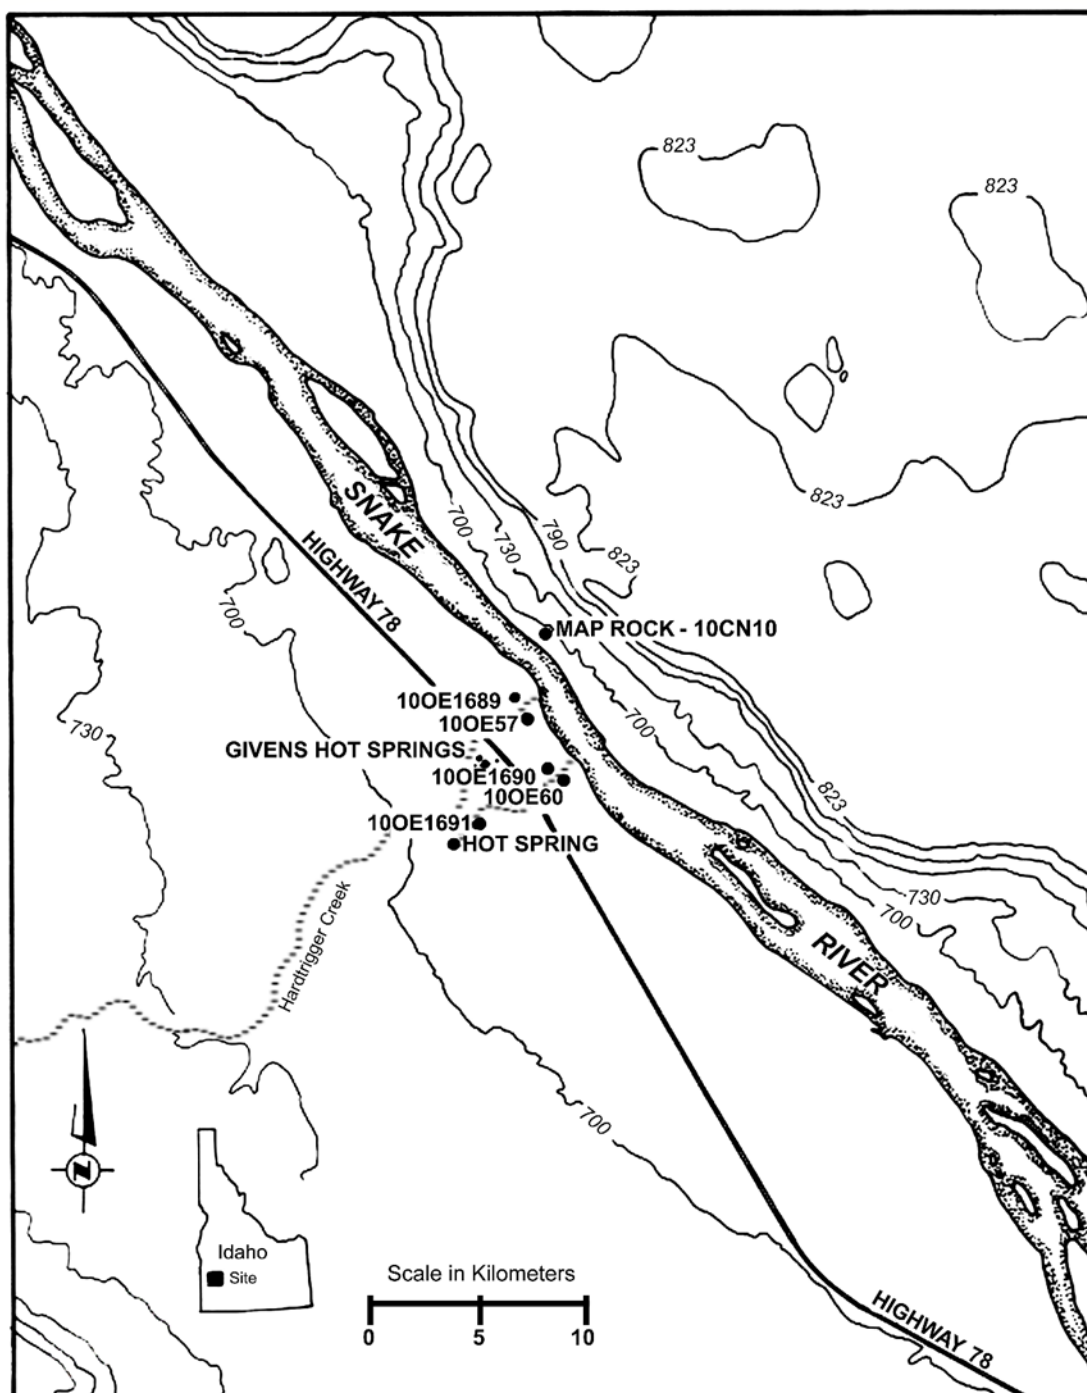 823
823
823
SNAKE
700
730
790
823
HIGHWAY 78
700
MAP ROCK - 10CN10
10OE1689
10OE57
700
730
GIVENS HOT SPRINGS
10OE1690
10OE60
823
10OE1691
HOT SPRING
730
700
Hardtrigger Creek
RIVER
700
N
Idaho
Site
Scale in Kilometers
0 5 10
HIGHWAY 78